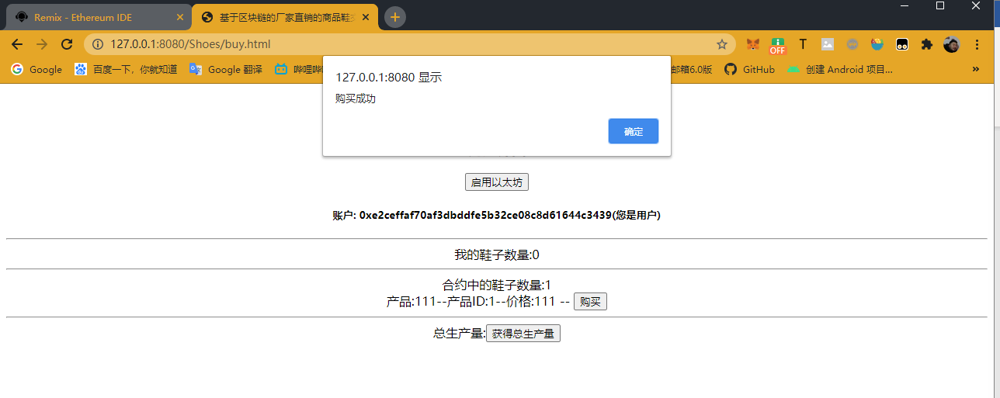 Remix - Ethereum IDE
基于区块链的厂家直销的商品鞋
127.0.0.1:8080/Shoes/buy.html
T
OFF
Google
百度一下，你就知道
Google 翻译
哔哩哔
邮箱6.0版
GitHub
创建 Android 项目...
»
127.0.0.1:8080 显示
购买成功
确定
启用以太坊
账户: 0xe2ceffaf70af3dbddfe5b32ce08c8d61644c3439(您是用户)
我的鞋子数量:0
合约中的鞋子数量:1
产品:111--产品ID:1--价格:111 -- 购买
总生产量:获得总生产量